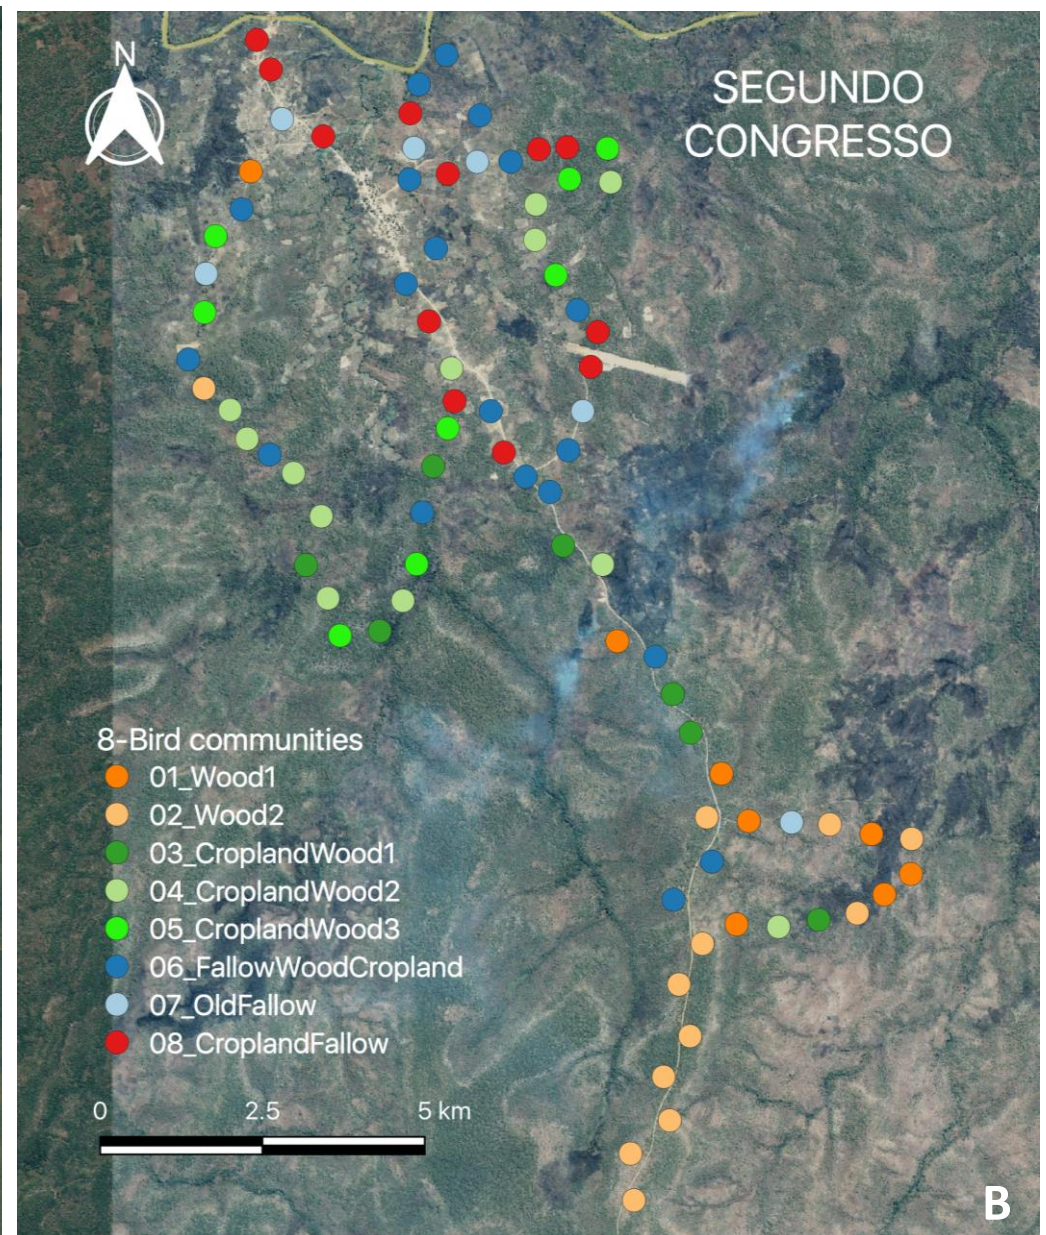 N
SEGUNDO
CONGRESSO
8-Bird communities
01_Wood1
02_Wood2
03_CroplandWood1
04_CroplandWood2
05_CroplandWood3
06_FallowWoodCropland
07_OldFallow
08_CroplandFallow
0 2.5 5 km
B